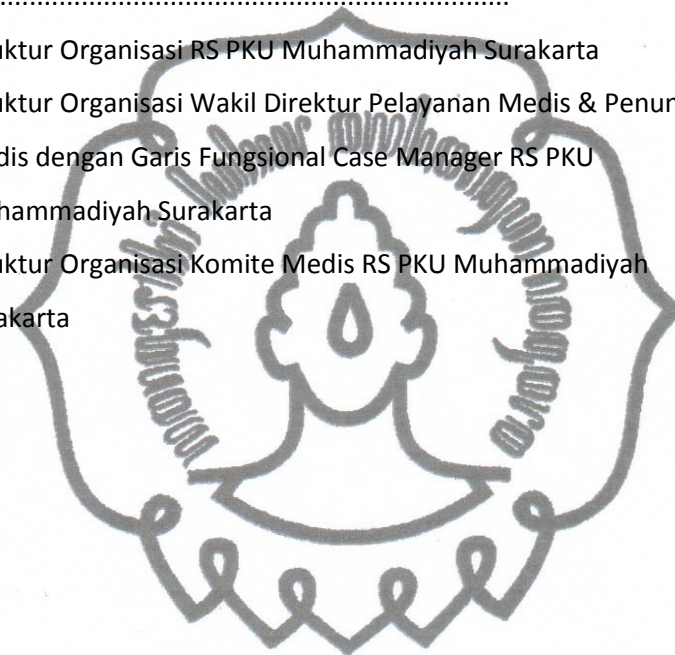 ................................................................
uktur Organisasi RS PKU Muhammadiyah Surakarta
uktur Organisasi Wakil Direktur Pelayanan Medis & Penun
dis dengan Garis Fungsional Case Manager RS PKU
hammadiyah Surakarta
uktur Organisasi Komite Medis RS PKU Muhammadiyah
akarta